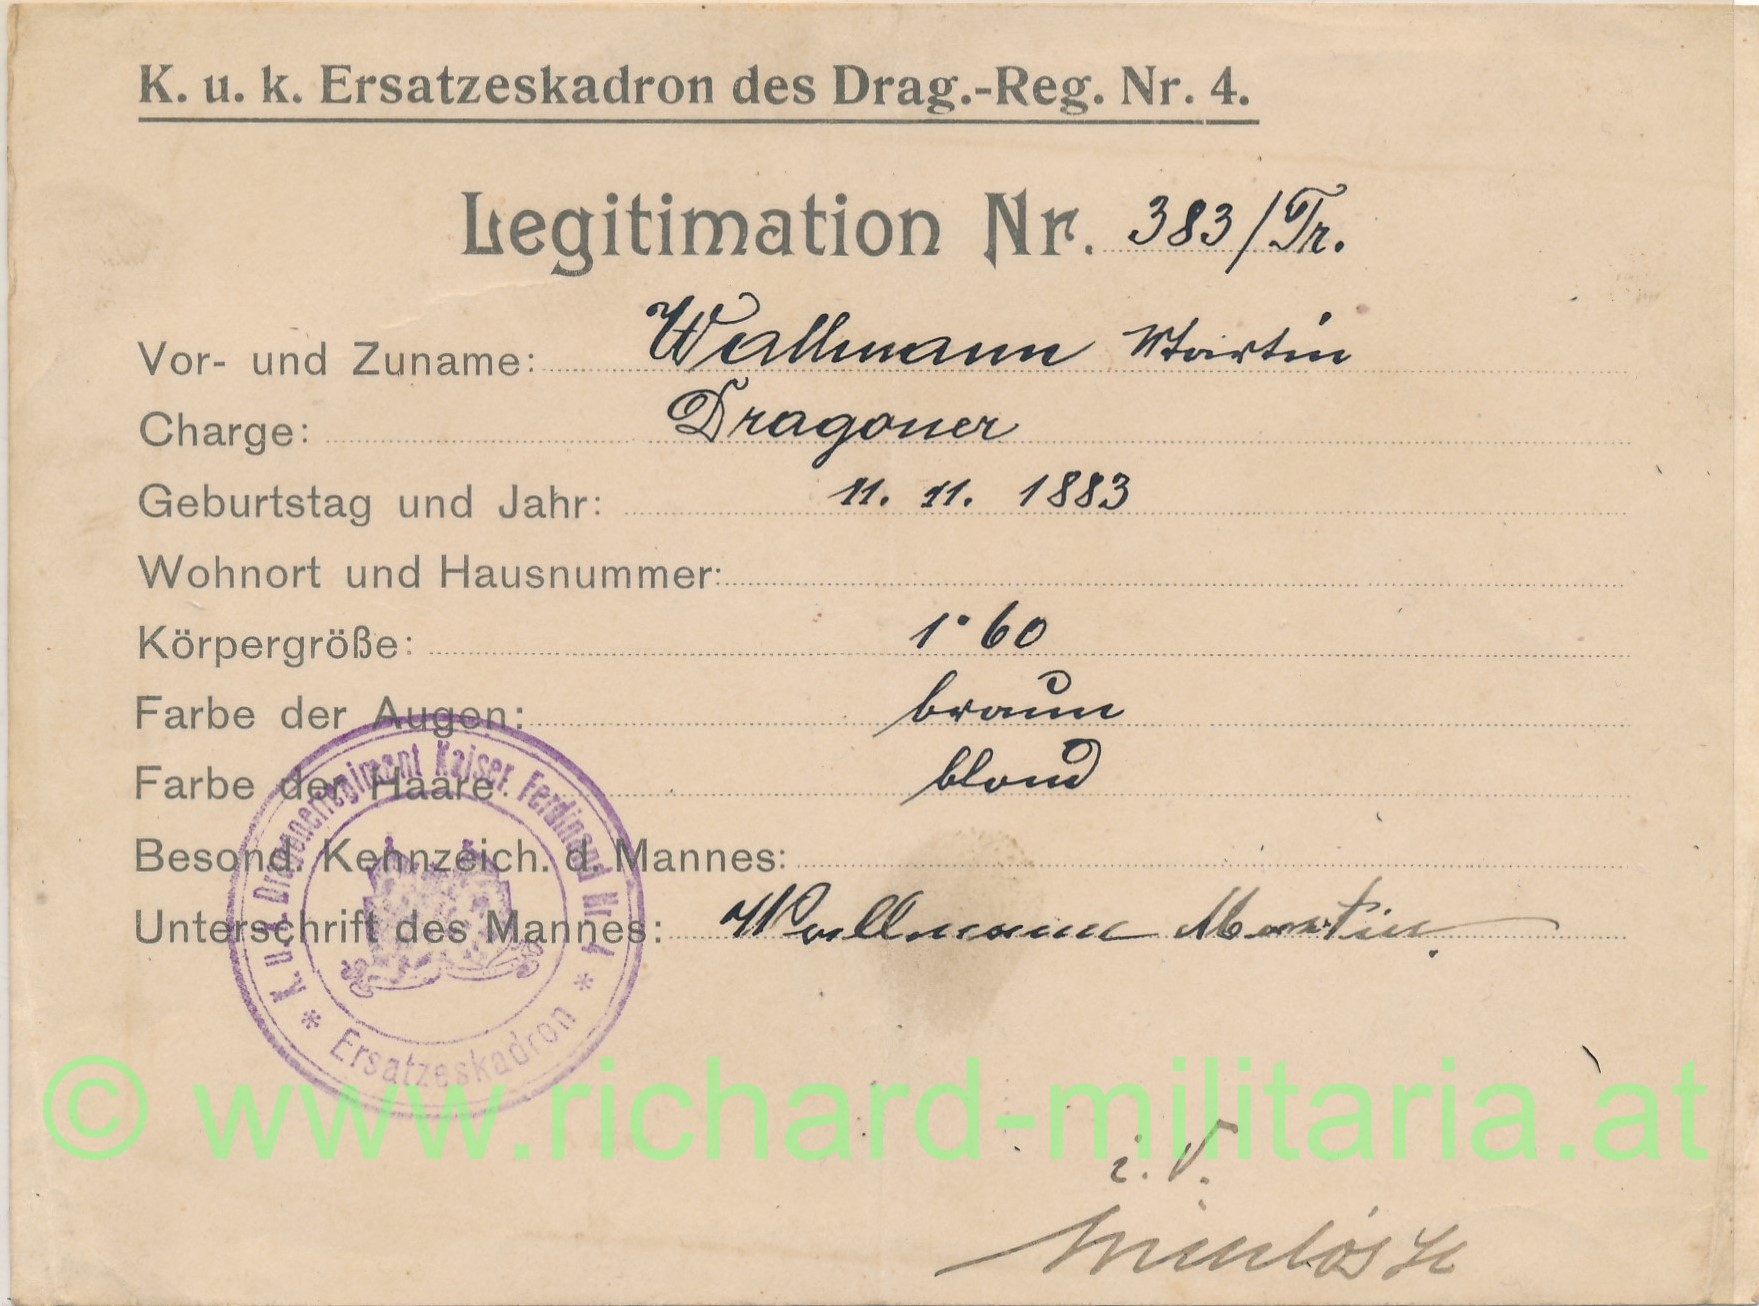 K. u. k. Ersatzeskadron des Drag.-Reg. Nr. 4.
Legitimation Nr. 383/Tr.
Vor- und Zuname: Wallmann Martin
Charge: Dragoner
Geburtstag und Jahr: 11. 11. 1883
Wohnort und Hausnummer:
Körpergröße: 1·60
Farbe der Augen: braun
Farbe der Haare: blond
Besond. Kennzeich. d. Mannes:
Unterschrift des Mannes: Wallmann Martin.
K. u. k. Dragonerregiment Kaiser Ferdinand Nr. 4
* Ersatzeskadron *
© www.richard-militaria.at
i. V.